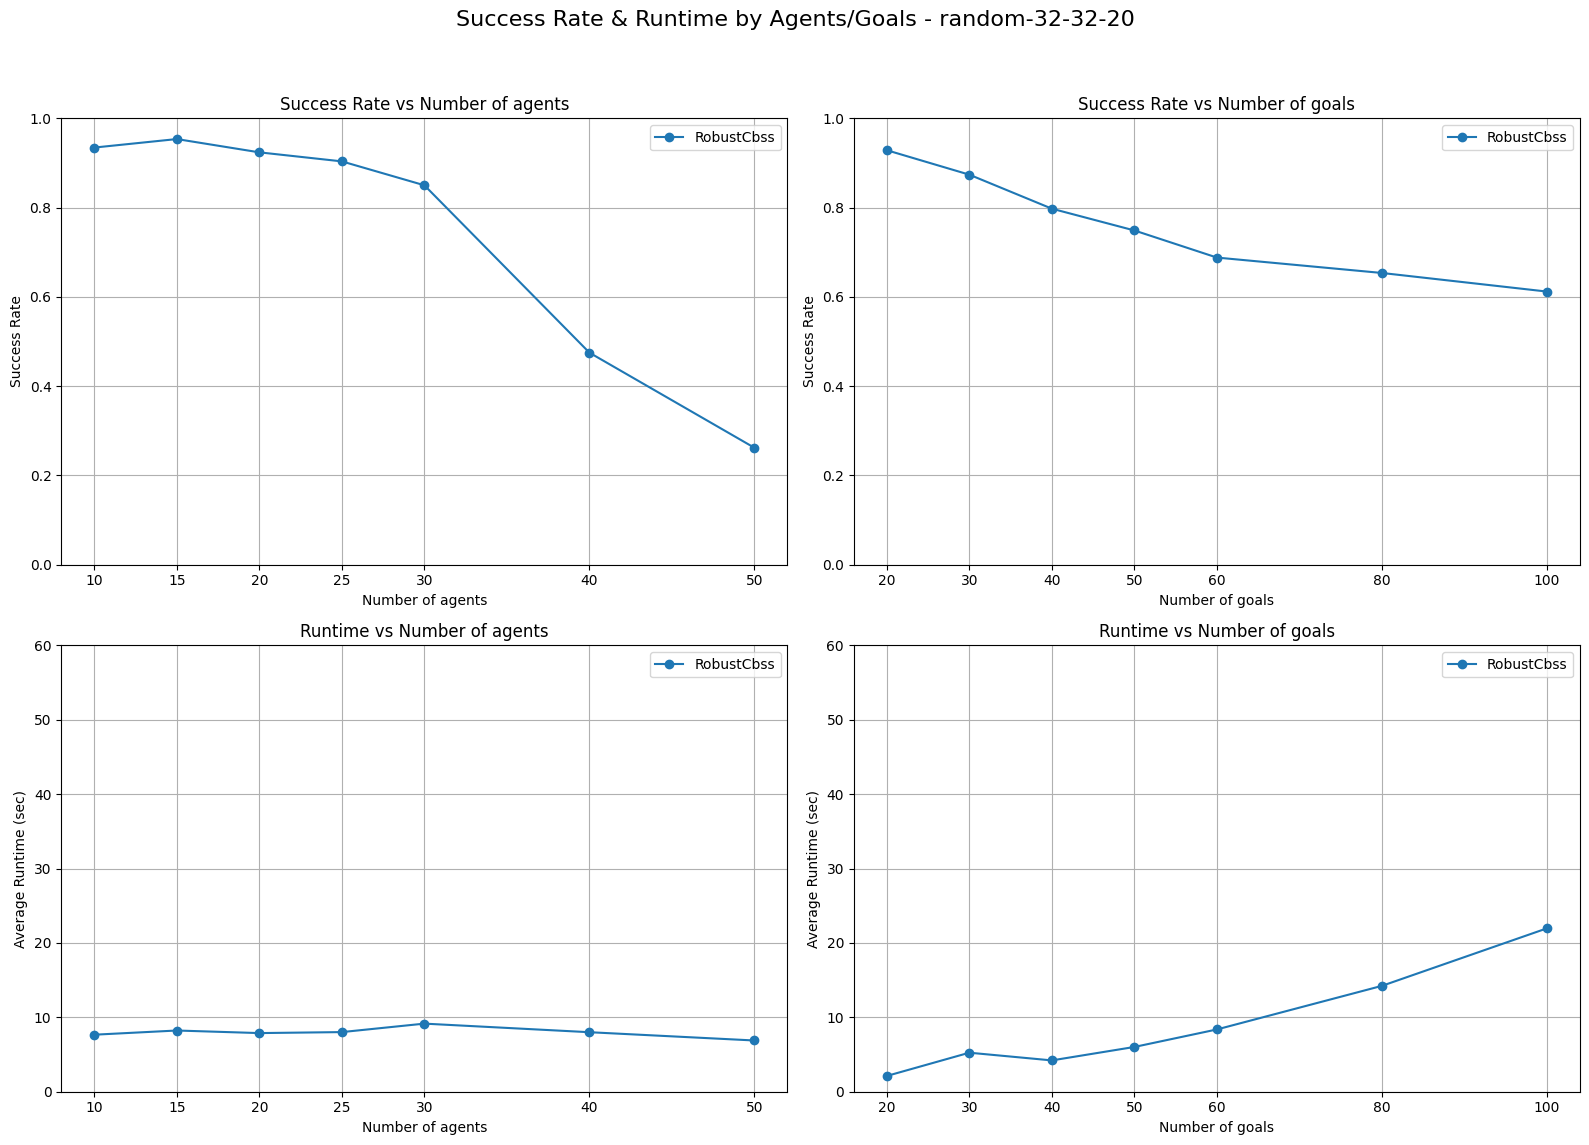 Success Rate & Runtime by Agents/Goals - random-32-32-20
Success Rate vs Number of agents
RobustCbss
1.0
0.8
0.6
0.4
0.2
0.0
Success Rate
10 15 20 25 30 40 50
Number of agents
Success Rate vs Number of goals
RobustCbss
1.0
0.8
0.6
0.4
0.2
0.0
Success Rate
20 30 40 50 60 80 100
Number of goals
Runtime vs Number of agents
RobustCbss
60
50
40
30
20
10
0
Average Runtime (sec)
10 15 20 25 30 40 50
Number of agents
Runtime vs Number of goals
RobustCbss
60
50
40
30
20
10
0
Average Runtime (sec)
20 30 40 50 60 80 100
Number of goals